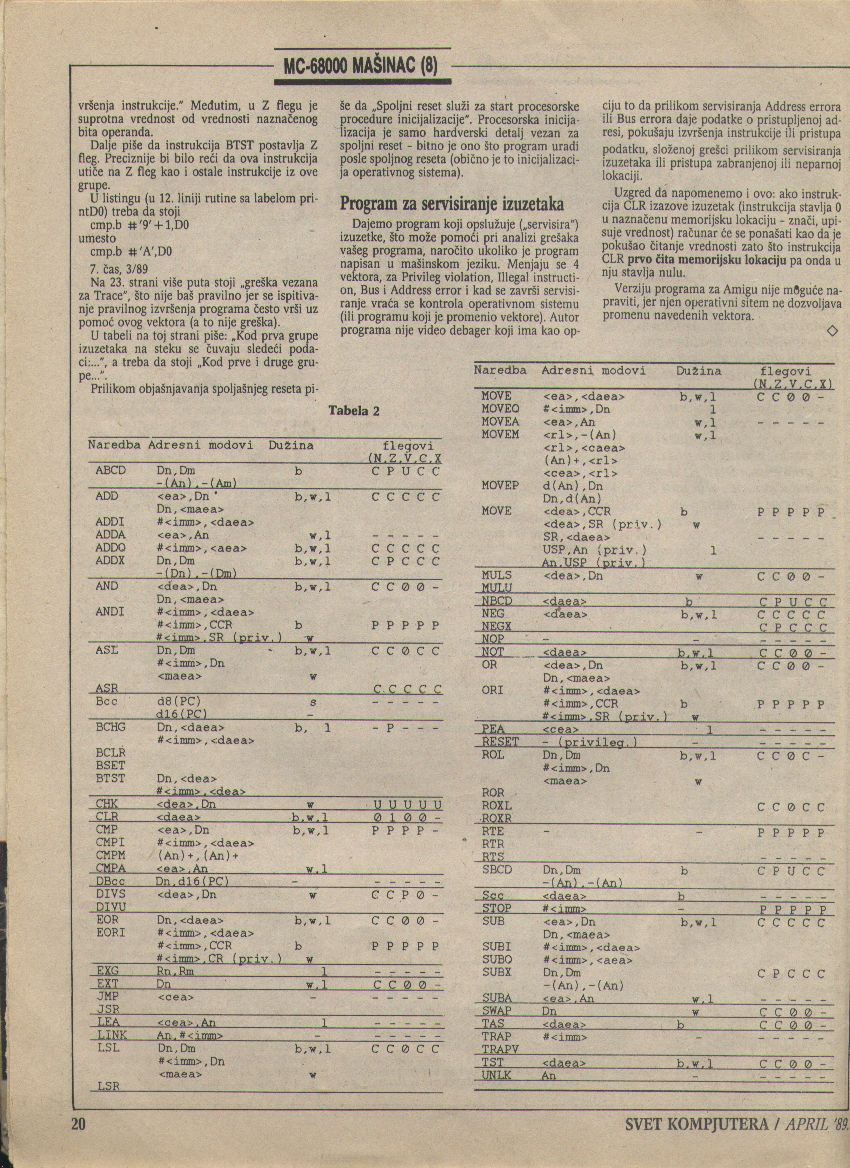 MC-68000 MAŠINAC (8)
vršenja instrukcije.” Međutim, u Z flegu je
suprotna vrednost od vrednosti naznačenog
bita operanda.
Dalje piše da instrukcija BTST postavlja Z
fleg. Preciznije bi bilo reći da ova instrukcija
utiče na Z fleg kao i ostale instrukcije iz ove
grupe.
U listingu (u 12. liniji rutine sa labelom pri-
ntD0) treba da stoji
cmp.b #'9'+1,D0
umesto
cmp.b #'A',D0
7. čas, 3/89
Na 23. strani više puta stoji „greška vezana
za Trace”, što nije baš pravilno jer se ispitiva-
nje pravilnog izvršenja programa često vrši uz
pomoć ovog vektora (a to nije greška).
U tabeli na toj strani piše: „Kod prva grupe
izuzetaka na steku se čuvaju sledeći poda-
ci:...”, a treba da stoji „Kod prve i druge gru-
pe...”.
Prilikom objašnjavanja spoljašnjeg reseta pi-
še da „Spoljni reset služi za start procesorske
procedure inicijalizacije”. Procesorska inicija-
lizacija je samo hardverski detalj vezan za
spoljni reset – bitno je ono što program uradi
posle spoljnog reseta (obično je to inicijalizaci-
ja operativnog sistema).
Program za servisiranje izuzetaka
Dajemo program koji opslužuje („servisira”)
izuzetke, što može pomoći pri analizi grešaka
vašeg programa, naročito ukoliko je program
napisan u mašinskom jeziku. Menjaju se 4
vektora, za Privileg violation, Illegal instructi-
on, Bus i Address error i kad se završi servisi-
ranje vraća se kontrola operativnom sistemu
(ili programu koji je promenio vektore). Autor
programa nije video debager koji ima kao op-
ciju to da prilikom servisiranja Address errora
ili Bus errora daje podatke o pristupljenoj ad-
resi, pokušaju izvršenja instrukcije ili pristupa
podatku, složenoj grešci prilikom servisiranja
izuzetaka ili pristupa zabranjenoj ili neparnoj
lokaciji.
Uzgred da napomenemo i ovo: ako instruk-
cija CLR izazove izuzetak (instrukcija stavlja 0
u naznačenu memorijsku lokaciju – znači, upi-
suje vrednost) računar će se ponašati kao da je
pokušao čitanje vrednosti zato što instrukcija
CLR prvo čita memorijsku lokaciju pa onda u
nju stavlja nulu.
Verziju programa za Amigu nije moguće na-
praviti, jer njen operativni sitem ne dozvoljava
promenu navedenih vektora.
Tabela 2
Naredba Adresni modovi Dužina flegovi
(N,Z,V,C,X
ABCD Dn,Dm b C P U C C
-(An),-(Am)
ADD <ea>,Dn b,w,l C C C C C
Dn,<maea>
ADDI #<imm>,<daea>
ADDA <ea>,An w,l - - - - -
ADDQ #<imm>,<aea> b,w,l C C C C C
ADDX Dn,Dm b,w,l C P C C C
-(Dn),-(Dm)
AND <dea>,Dn b,w,l C C 0 0 -
Dn,<maea>
ANDI #<imm>,<daea>
#<imm>,CCR b P P P P P
#<imm>,SR (priv.) w
ASL Dn,Dm b,w,l C C 0 C C
#<imm>,Dn
<maea> w
ASR C C C C C
Bcc d8(PC) s - - - - -
d16(PC) -
BCHG Dn,<daea> b, l - P - - -
#<imm>,<daea>
BCLR
BSET
BTST Dn,<dea>
#<imm>,<dea>
CHK <dea>,Dn w U U U U U
CLR <daea> b,w,l 0 1 0 0 -
CMP <ea>,Dn b,w,l P P P P -
CMPI #<imm>,<daea>
CMPM (An)+,(An)+
CMPA <ea>,An w,l
DBcc Dn,d16(PC) - - - - - -
DIVS <dea>,Dn w C C P 0 -
DIVU
EOR Dn,<daea> b,w,l C C 0 0 -
EORI #<imm>,<daea>
#<imm>,CCR b P P P P P
#<imm>,CR (priv.) w
EXG Rn,Rm l - - - - -
EXT Dn w,l C C 0 0 -
JMP <cea> - - - - - -
JSR
LEA <cea>,An l - - - - -
LINK An,#<imm> - - - - - -
LSL Dn,Dm b,w,l C C 0 C C
#<imm>,Dn
<maea> w
LSR
Naredba Adresni modovi Dužina flegovi
(N,Z,V,C,X)
MOVE <ea>,<daea> b,w,l C C 0 0 -
MOVEQ #<imm>,Dn l
MOVEA <ea>,An w,l - - - - -
MOVEM <rl>,-(An) w,l
<rl>,<caea>
(An)+,<rl>
<cea>,<rl>
MOVEP d(An),Dn
Dn,d(An)
MOVE <dea>,CCR b P P P P P
<dea>,SR (priv.) w
SR,<daea> - - - - -
USP,An (priv.) l
An,USP (priv.)
MULS <dea>,Dn w C C 0 0 -
MULU
NBCD <daea> b C P U C C
NEG <daea> b,w,l C C C C C
NEGX C P C C C
NOP - - - - - - -
NOT <daea> b,w,l C C 0 0 -
OR <dea>,Dn b,w,l C C 0 0 -
Dn,<maea>
ORI #<imm>,<daea>
#<imm>,CCR b P P P P P
#<imm>,SR (priv.) w
PEA <cea> l - - - - -
RESET - (privileg.) - - - - - -
ROL Dn,Dm b,w,l C C 0 C -
#<imm>,Dn
<maea> w
ROR
ROXL C C 0 C C
ROXR
RTE - - P P P P P
RTR
RTS - - - - -
SBCD Dn,Dm b C P U C C
-(An),-(An)
Scc <daea> b - - - - -
STOP #<imm> - P P P P P
SUB <ea>,Dn b,w,l C C C C C
Dn,<maea>
SUBI #<imm>,<daea>
SUBQ #<imm>,<aea>
SUBX Dn,Dm C P C C C
-(An),-(An)
SUBA <ea>,An w,l - - - - -
SWAP Dn w C C 0 0 -
TAS <daea> b C C 0 0 -
TRAP #<imm> - - - - - -
TRAPV
TST <daea> b,w,l C C 0 0 -
UNLK An - - - - - -
20
SVET KOMPJUTERA / APRIL '89.